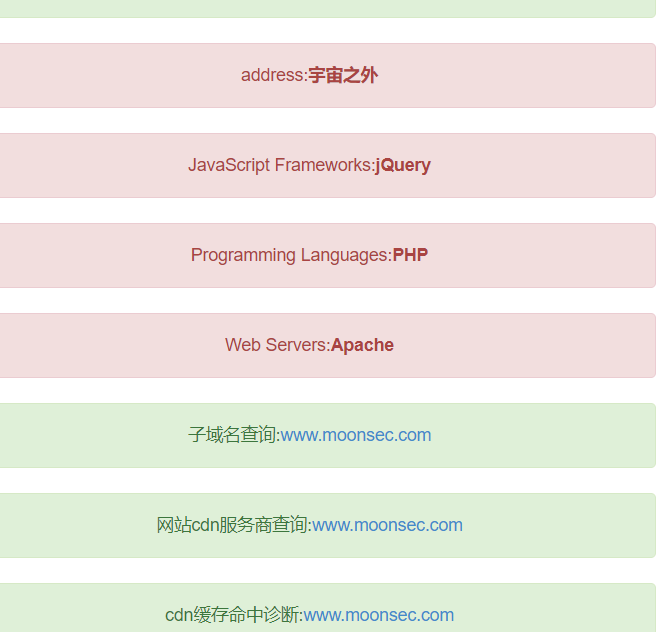 address:宇宙之外
JavaScript Frameworks:jQuery
Programming Languages:PHP
Web Servers:Apache
子域名查询:www.moonsec.com
网站cdn服务商查询:www.moonsec.com
cdn缓存命中诊断:www.moonsec.com